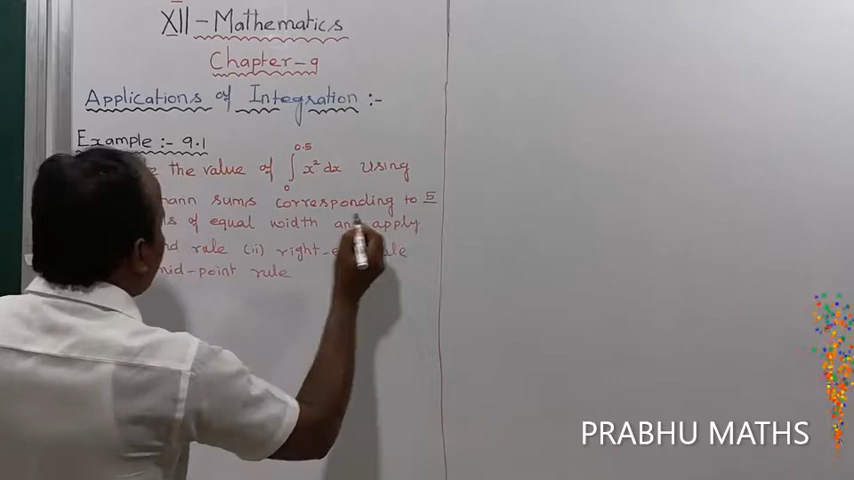 XII - Mathematics
Chapter - 9
Applications of Integration :-
Example :- 9.1
the value of ∫₀^0.5 x² dx using
sums corresponding to 5
of equal width and apply
rule (ii) right-
mid-point rule
PRABHU MATHS